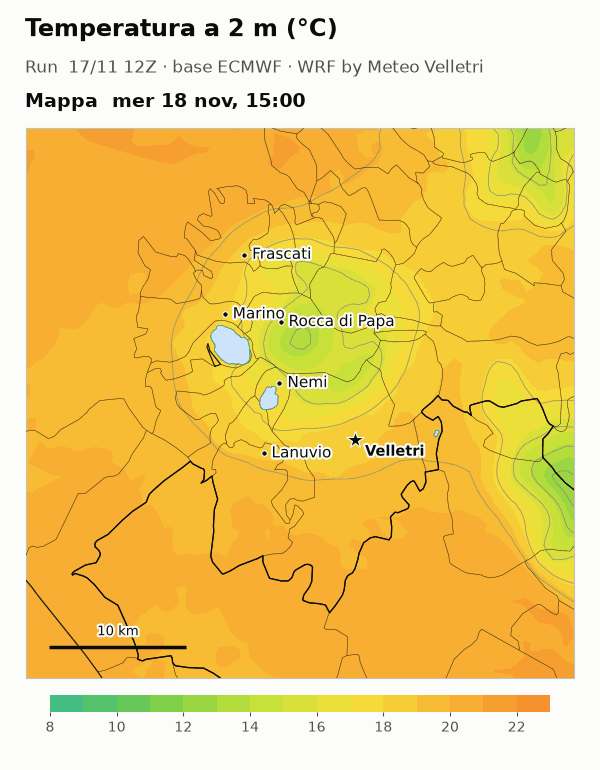 Temperatura a 2 m (°C)
Run  17/11 12Z · base ECMWF · WRF by Meteo Velletri
Mappa  mer 18 nov, 15:00
Frascati
Marino
Rocca di Papa
Nemi
Velletri
Lanuvio
10 km
8 10 12 14 16 18 20 22